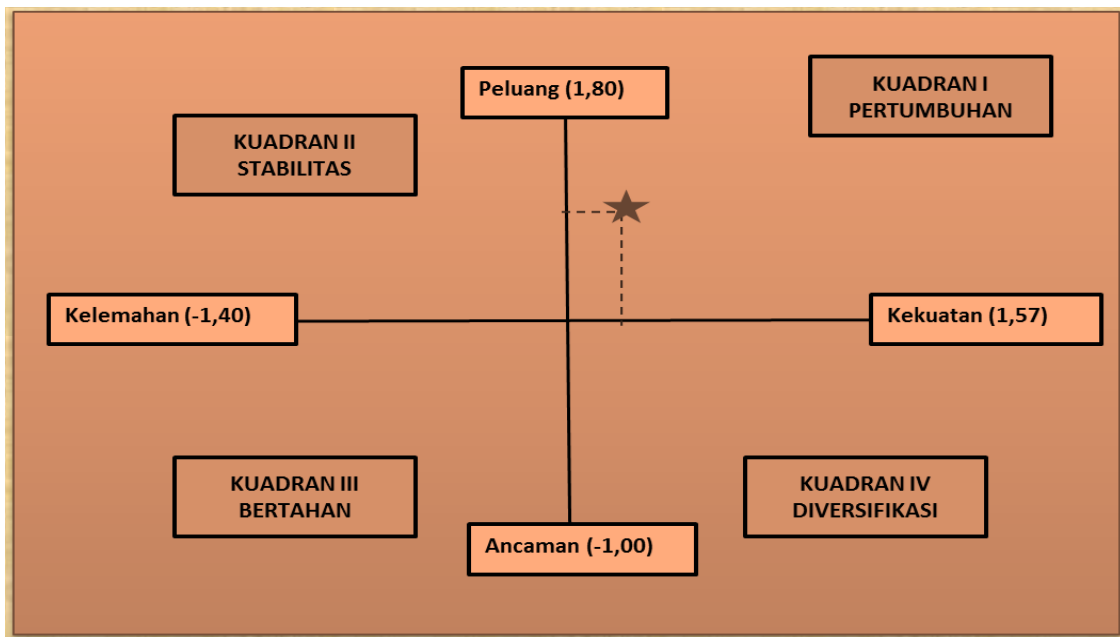 Peluang (1,80)
KUADRAN I
PERTUMBUHAN
KUADRAN II
STABILITAS
Kelemahan (-1,40)
Kekuatan (1,57)
KUADRAN III
BERTAHAN
KUADRAN IV
DIVERSIFIKASI
Ancaman (-1,00)